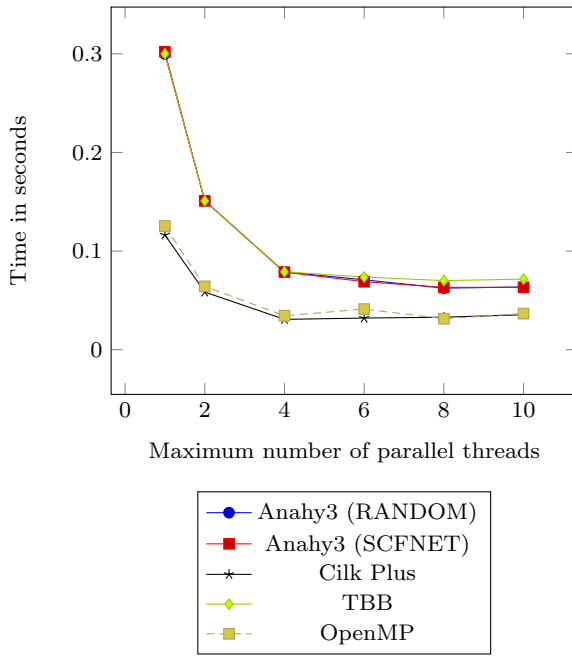 0.3
0.2
0.1
0
Time in seconds
0 2 4 6 8 10
Maximum number of parallel threads
Anahy3 (RANDOM)
Anahy3 (SCFNET)
Cilk Plus
TBB
OpenMP